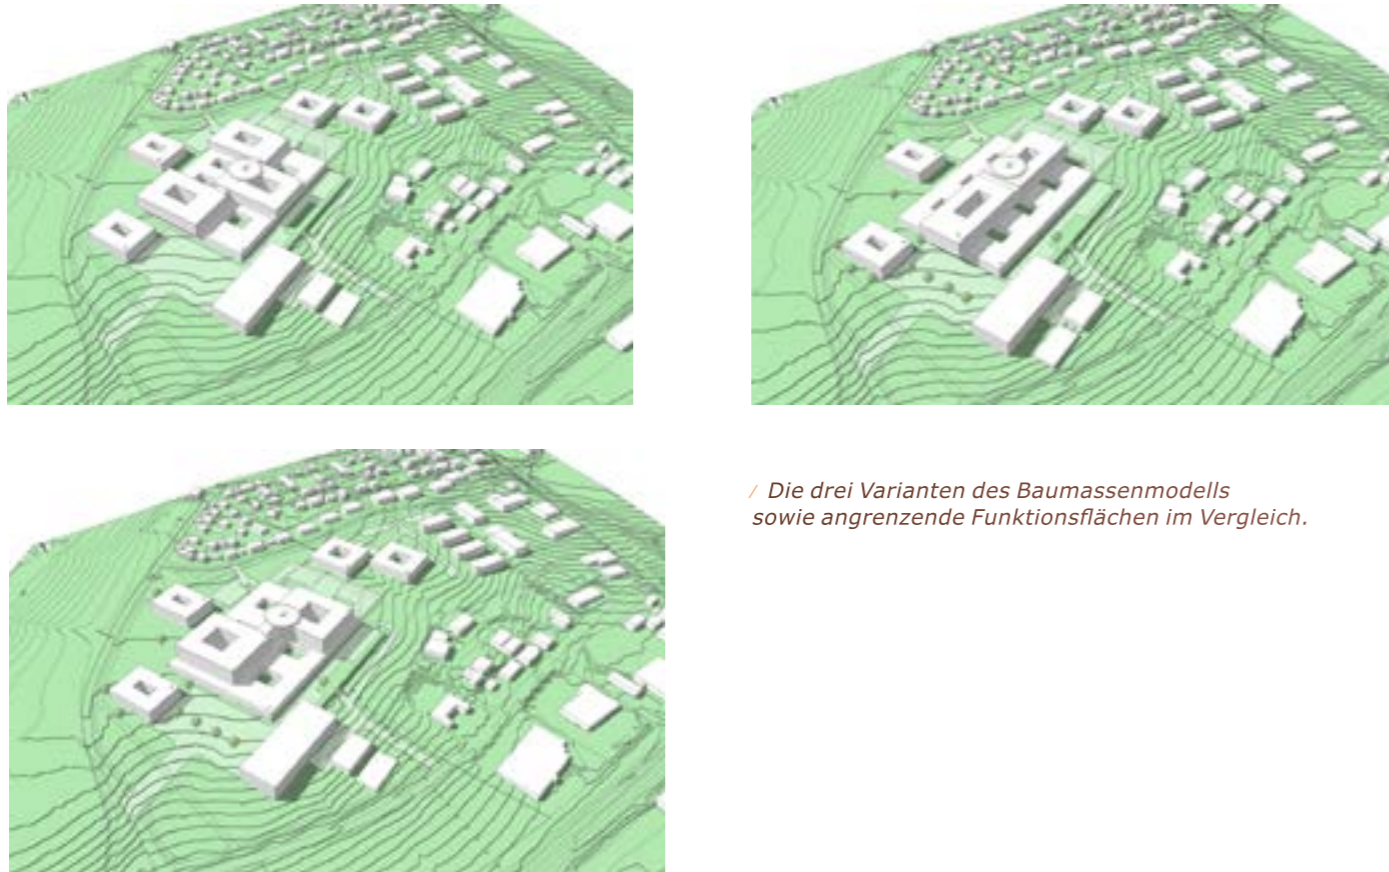 / Die drei Varianten des Baumassenmodells
sowie angrenzende Funktionsflächen im Vergleich.